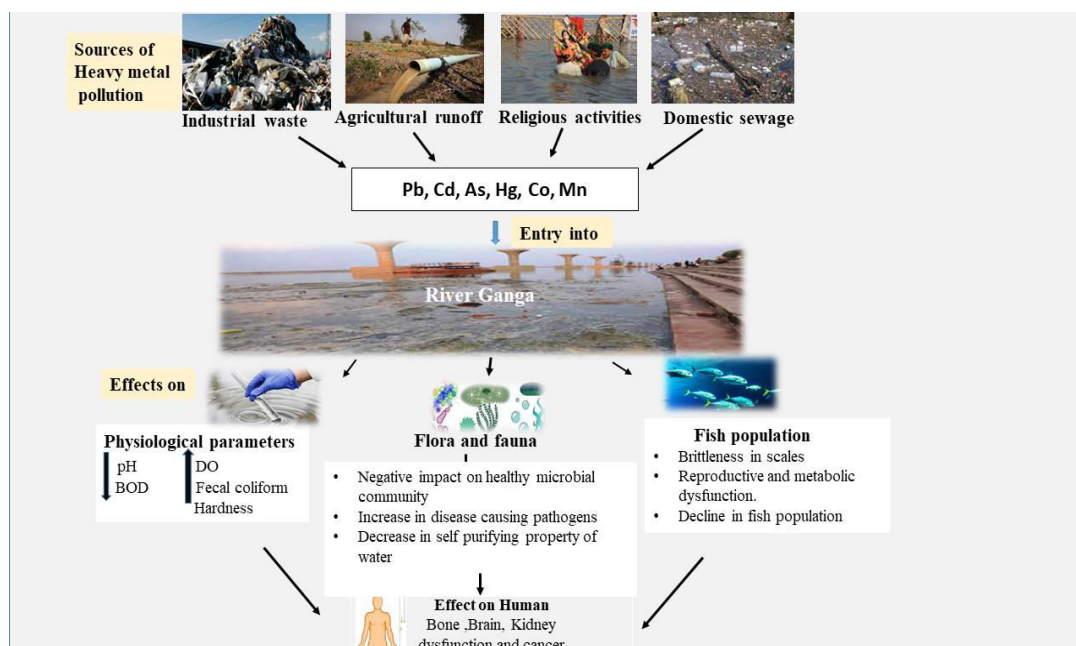 Sources of
Heavy metal
pollution
Industrial waste
Agricultural runoff
Religious activities
Domestic sewage
Pb, Cd, As, Hg, Co, Mn
Entry into
River Ganga
Effects on
Physiological parameters
pH
BOD
DO
Fecal coliform
Hardness
Flora and fauna
• Negative impact on healthy microbial
community
• Increase in disease causing pathogens
• Decrease in self purifying property of
water
Fish population
• Brittleness in scales
• Reproductive and metabolic
dysfunction.
• Decline in fish population
Effect on Human
Bone ,Brain, Kidney
dysfunction and cancer